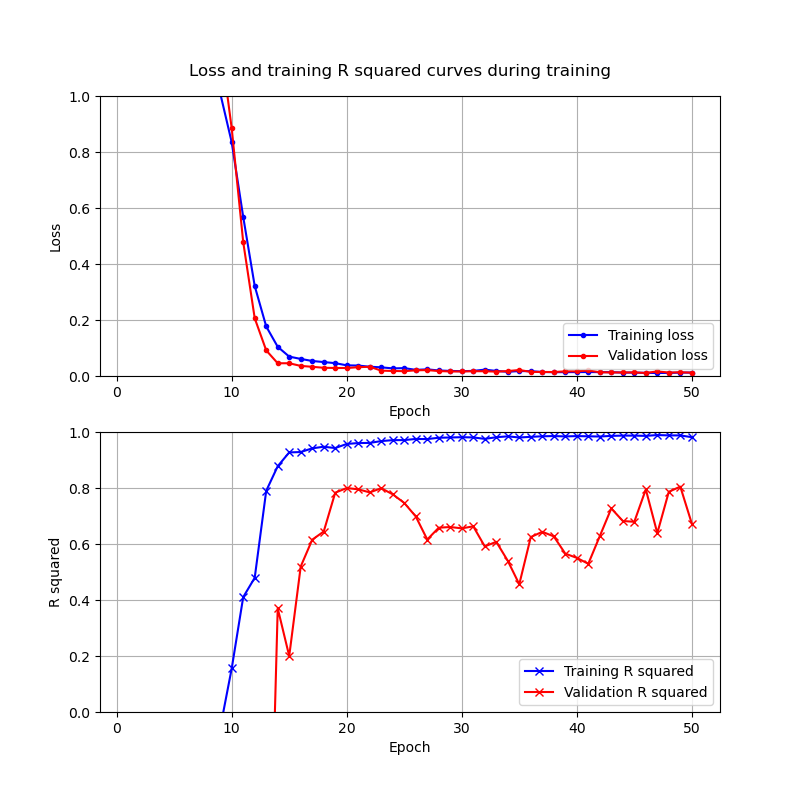 Loss and training R squared curves during training
1.0
0.8
0.6
0.4
0.2
0.0
Loss
Training loss
Validation loss
0 10 20 30 40 50
Epoch
1.0
0.8
0.6
0.4
0.2
0.0
R squared
Training R squared
Validation R squared
0 10 20 30 40 50
Epoch